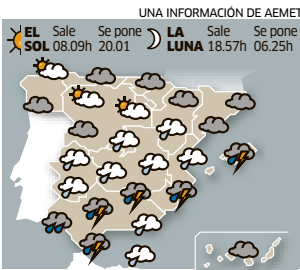 UNA INFORMACIÓN DE AEMET
EL SOL Sale 08.09h Se pone 20.01
LA LUNA Sale 18.57h Se pone 06.25h